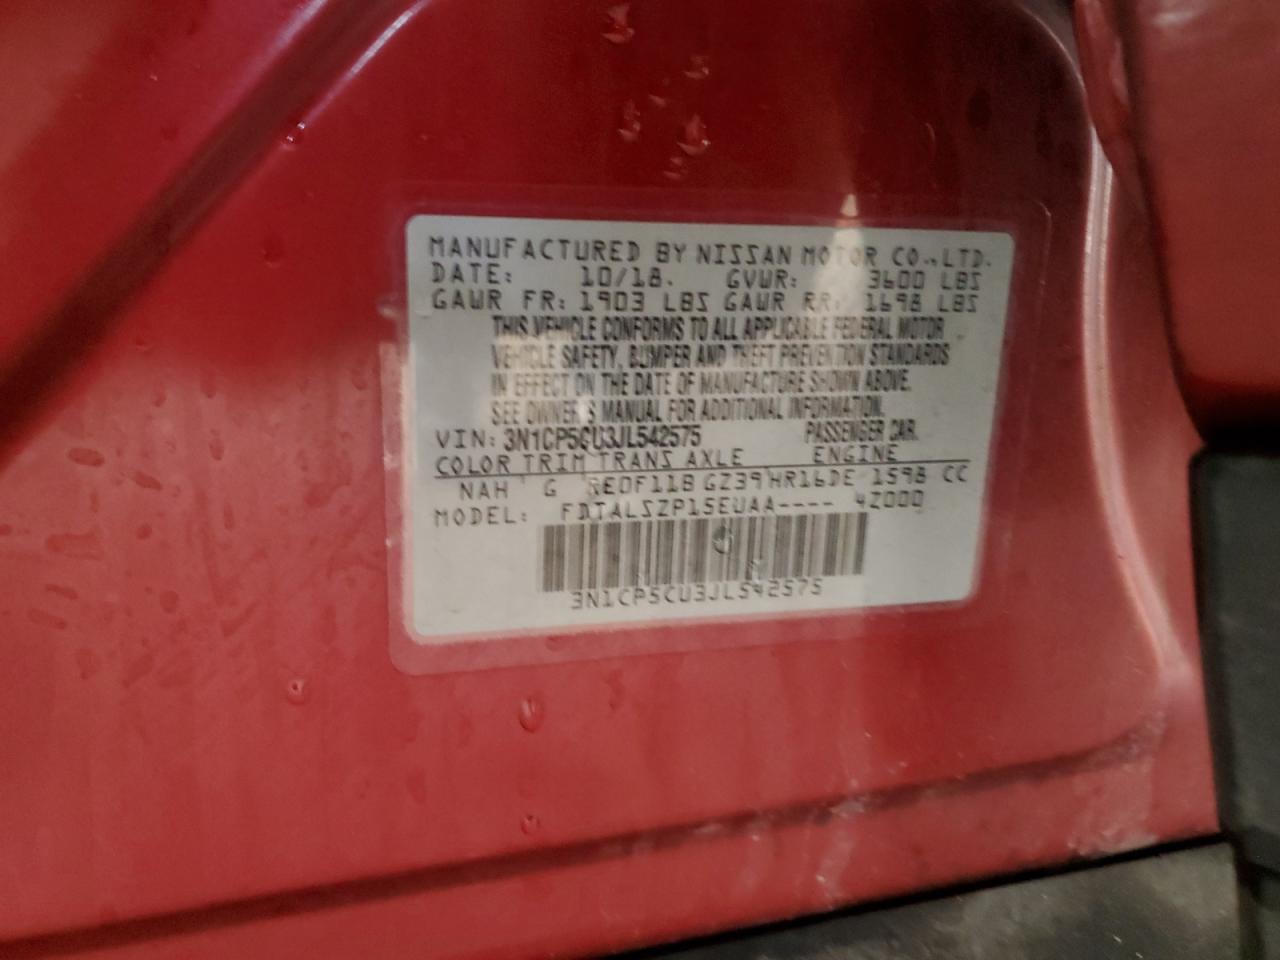 MANUFACTURED BY NISSAN MOTOR CO., LTD.
DATE: 10/18. GVWR: 3600 LBS
GAWR FR: 1903 LBS GAWR RR: 1698 LBS
THIS VEHICLE CONFORMS TO ALL APPLICABLE FEDERAL MOTOR
VEHICLE SAFETY, BUMPER AND THEFT PREVENTION STANDARDS
IN EFFECT ON THE DATE OF MANUFACTURE SHOWN ABOVE.
SEE OWNER'S MANUAL FOR ADDITIONAL INFORMATION.
VIN: 3N1CP5CU3JL542575 PASSENGER CAR.
COLOR TRIM TRANS AXLE ENGINE
NAH G RE0F11B GZ39 HR16DE 1598 CC
MODEL: FDTALSZP15EUAA---- 4Z000
3N1CP5CU3JL542575